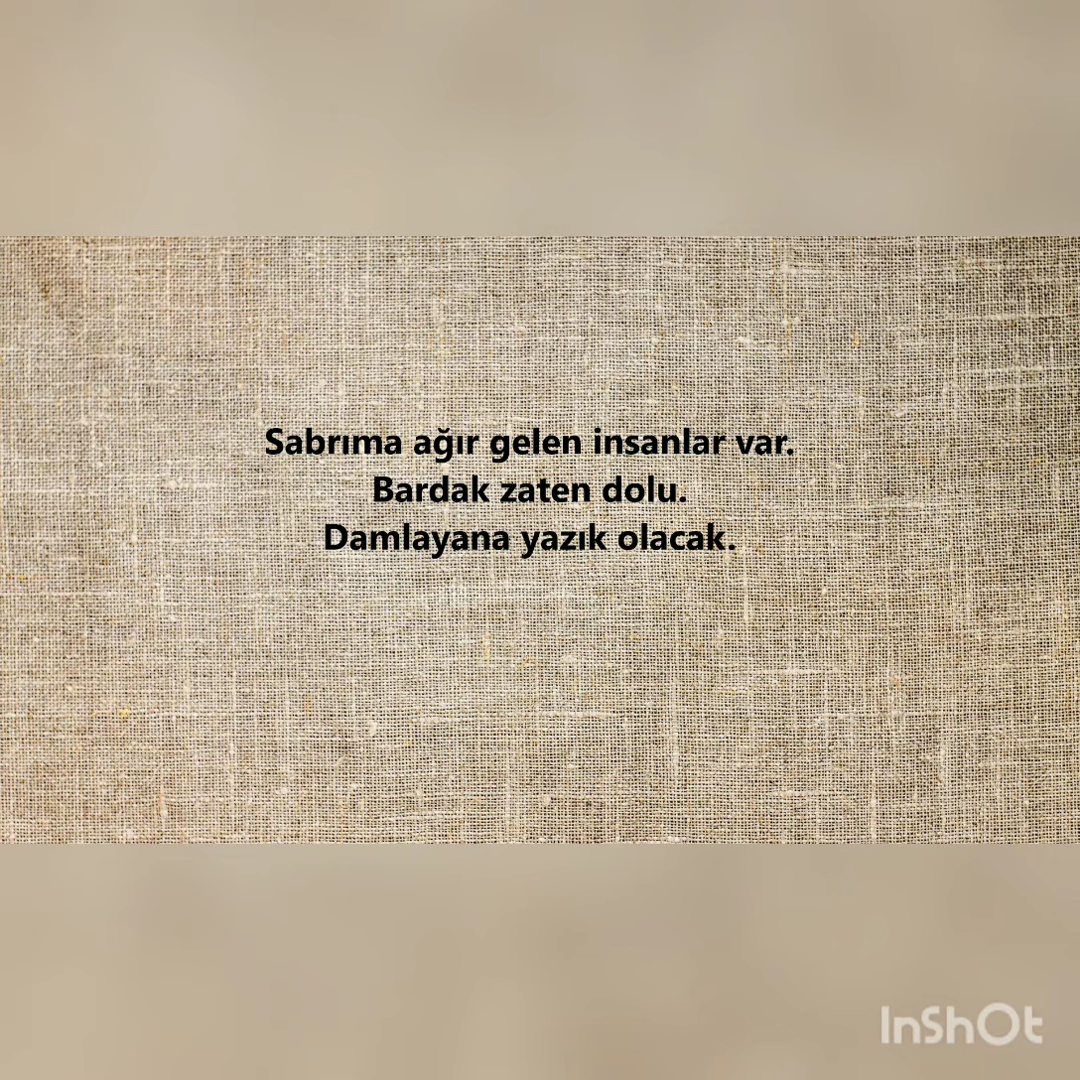 Sabrıma ağır gelen insanlar var.
Bardak zaten dolu.
Damlayana yazık olacak.
InShOt